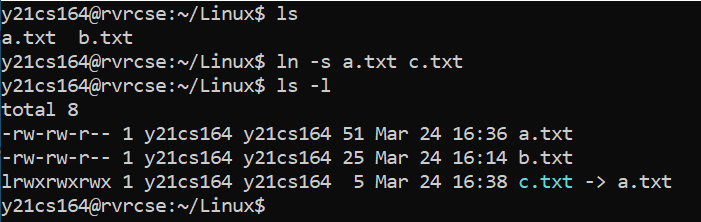 y21cs164@rvrcse:~/Linux$ ls
a.txt  b.txt
y21cs164@rvrcse:~/Linux$ ln -s a.txt c.txt
y21cs164@rvrcse:~/Linux$ ls -l
total 8
-rw-rw-r-- 1 y21cs164 y21cs164 51 Mar 24 16:36 a.txt
-rw-rw-r-- 1 y21cs164 y21cs164 25 Mar 24 16:14 b.txt
lrwxrwxrwx 1 y21cs164 y21cs164  5 Mar 24 16:38 c.txt -> a.txt
y21cs164@rvrcse:~/Linux$